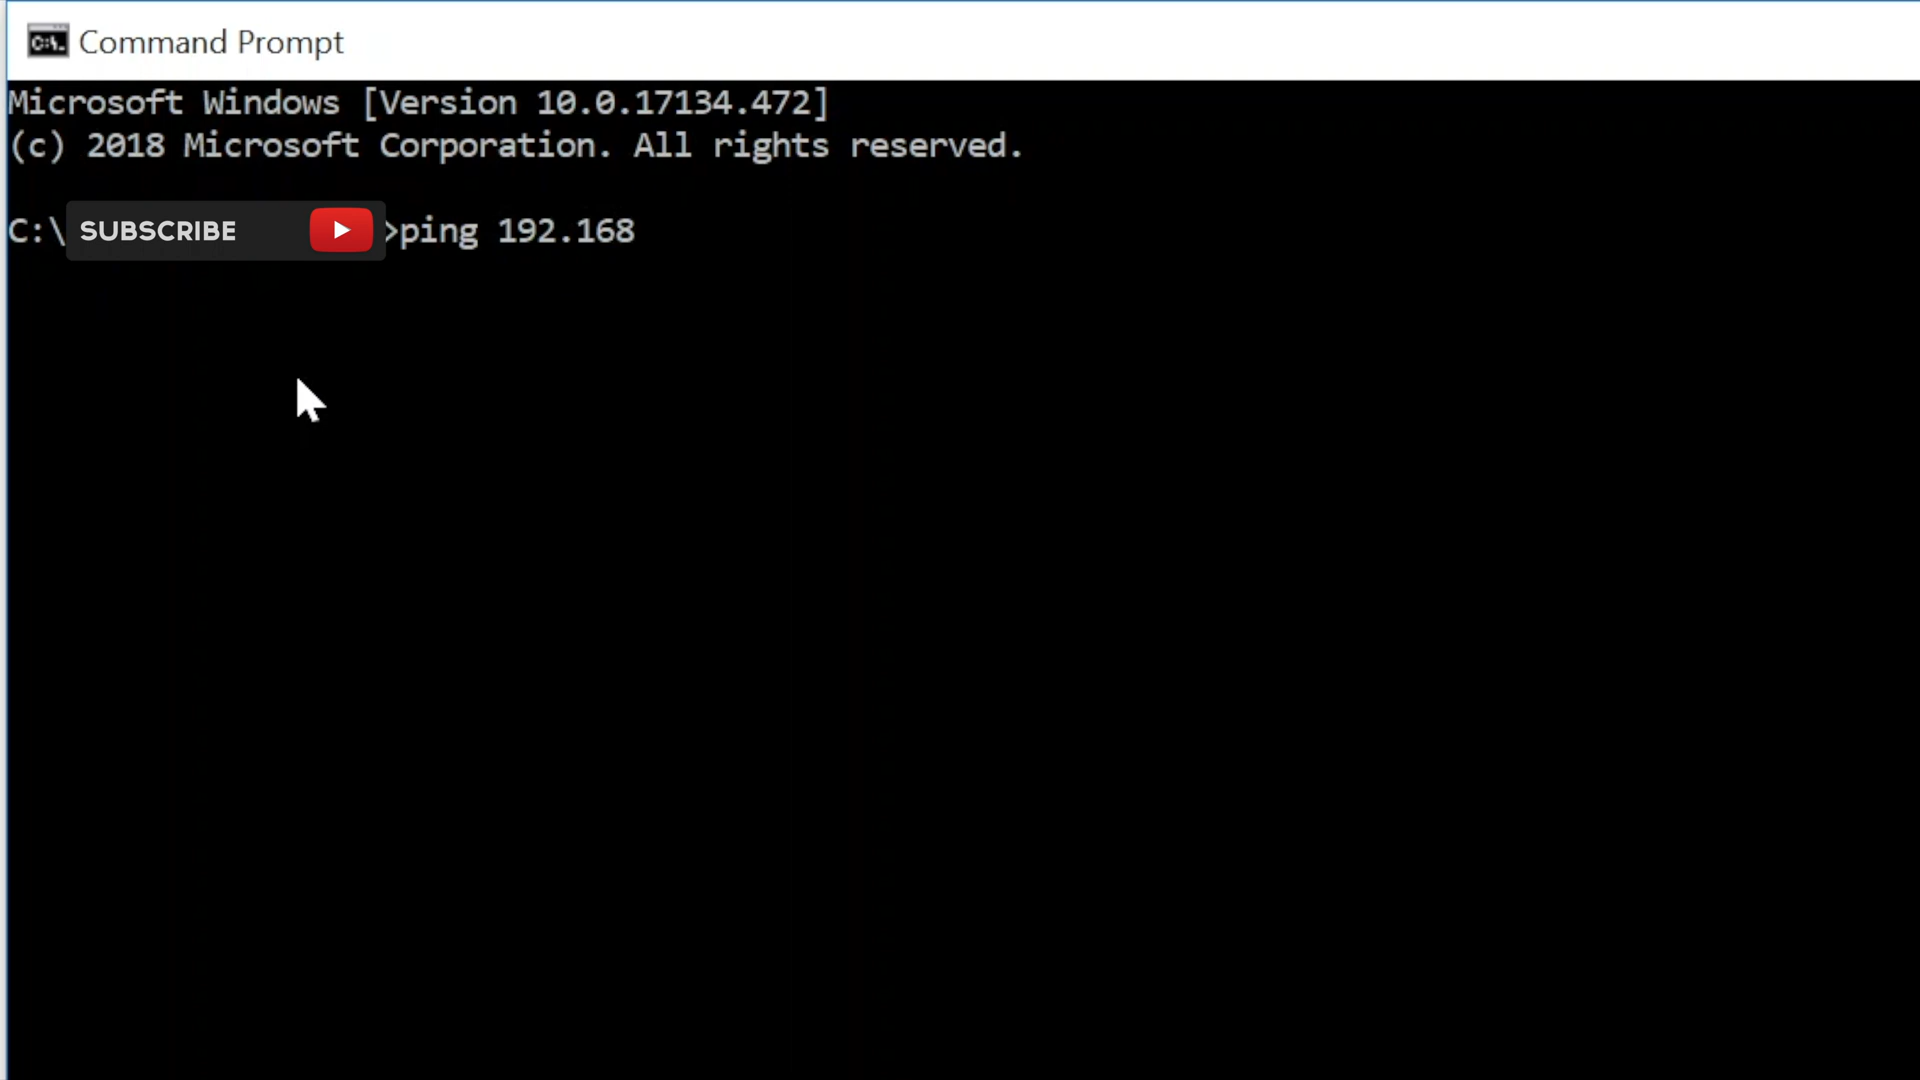 Command Prompt
Microsoft Windows [Version 10.0.17134.472]
(c) 2018 Microsoft Corporation. All rights reserved.
C:\ SUBSCRIBE >ping 192.168